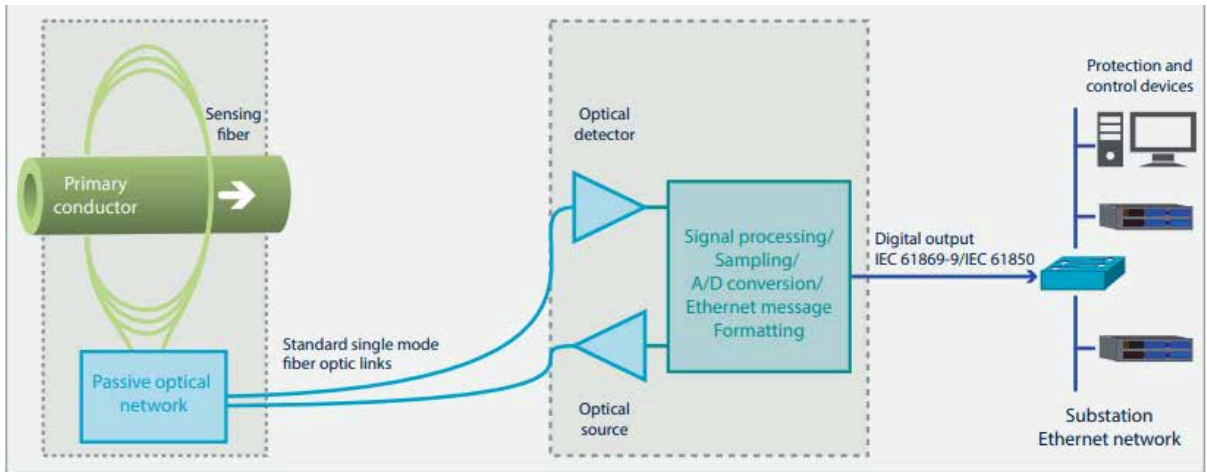 Sensing
fiber
Primary
conductor
Passive optical
network
Standard single mode
fiber optic links
Optical
detector
Signal processing/
Sampling/
A/D conversion/
Ethernet message
Formatting
Optical
source
Digital output
IEC 61869-9/IEC 61850
Protection and
control devices
Substation
Ethernet network